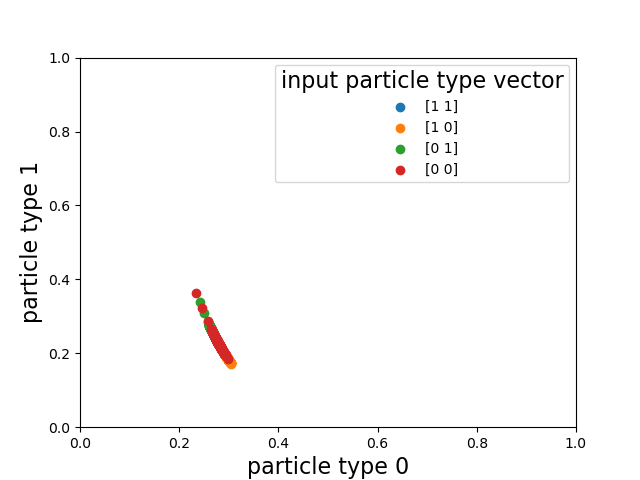 input particle type vector
[1 1]
[1 0]
[0 1]
[0 0]
1.0
0.8
0.6
0.4
0.2
0.0
particle type 1
0.0 0.2 0.4 0.6 0.8 1.0
particle type 0